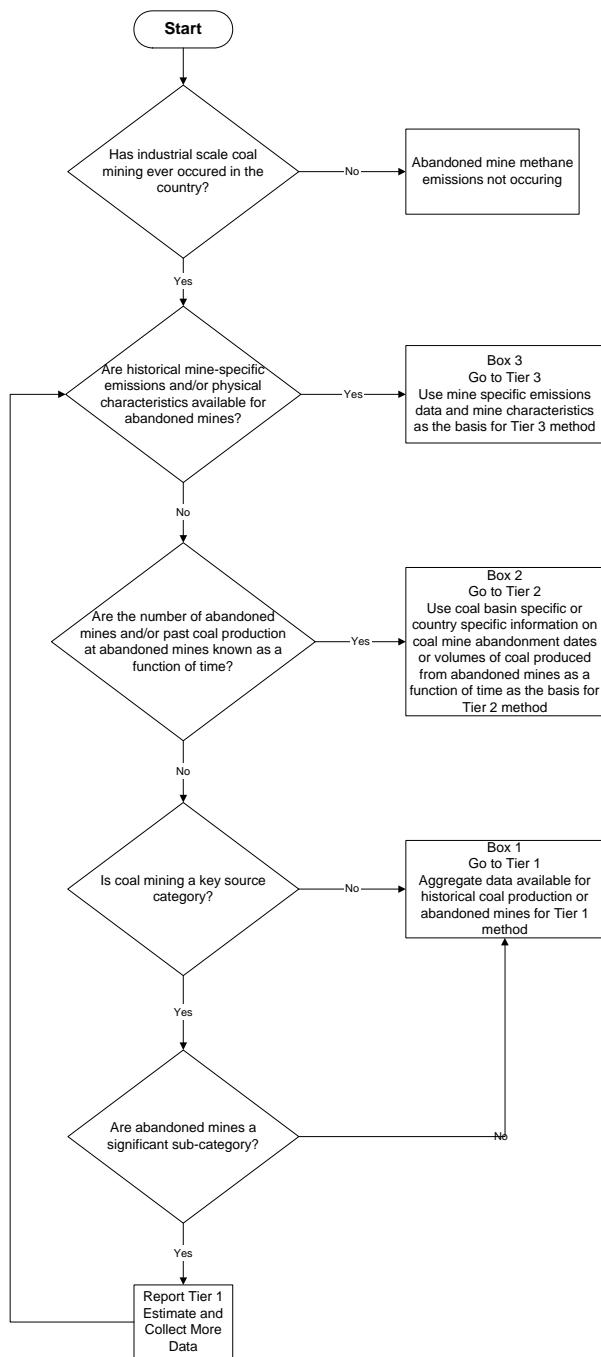 Start
Has industrial scale coal
mining ever occured in the
country?
No
Abandoned mine methane
emissions not occuring
Yes
Are historical mine-specific
emissions and/or physical
characteristics available for
abandoned mines?
Yes
Box 3
Go to Tier 3
Use mine specific emissions
data and mine characteristics
as the basis for Tier 3 method
No
Are the number of abandoned
mines and/or past coal production
at abandoned mines known as a
function of time?
Yes
Box 2
Go to Tier 2
Use coal basin specific or
country specific information on
coal mine abandonment dates
or volumes of coal produced
from abandoned mines as a
function of time as the basis for
Tier 2 method
No
Is coal mining a key source
category?
No
Box 1
Go to Tier 1
Aggregate data available for
historical coal production or
abandoned mines for Tier 1
method
Yes
Are abandoned mines a
significant sub-category?
No
Yes
Report Tier 1
Estimate and
Collect More
Data